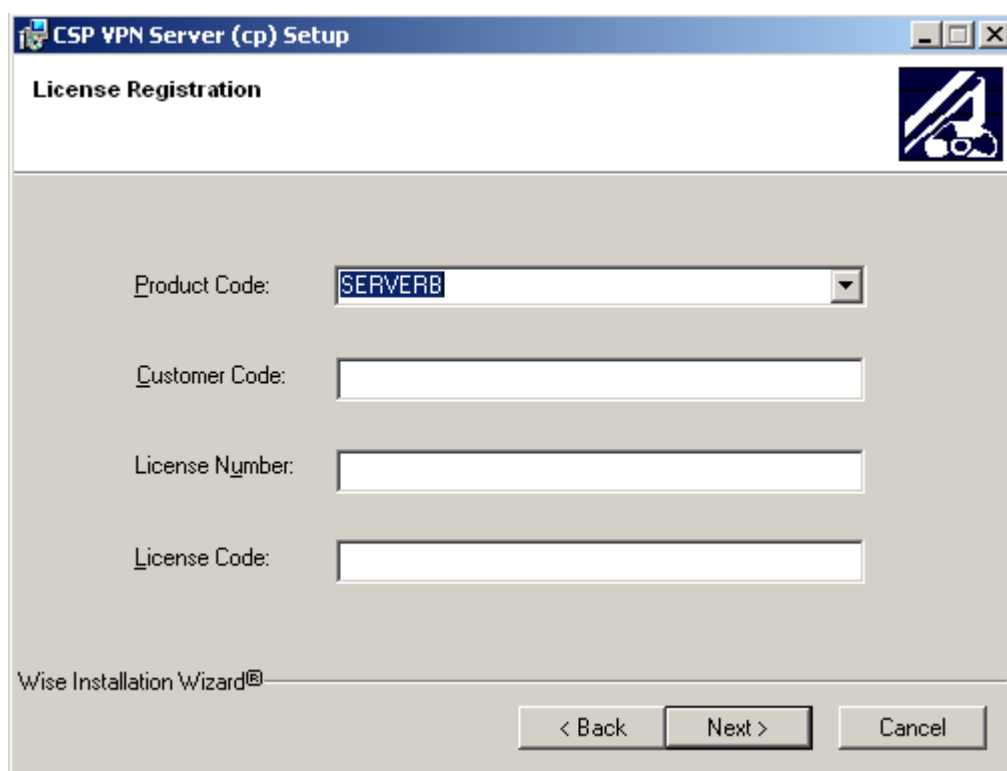 CSP VPN Server (cp) Setup
License Registration
Product Code: SERVERB
Customer Code:
License Number:
License Code:
Wise Installation Wizard®
< Back Next > Cancel